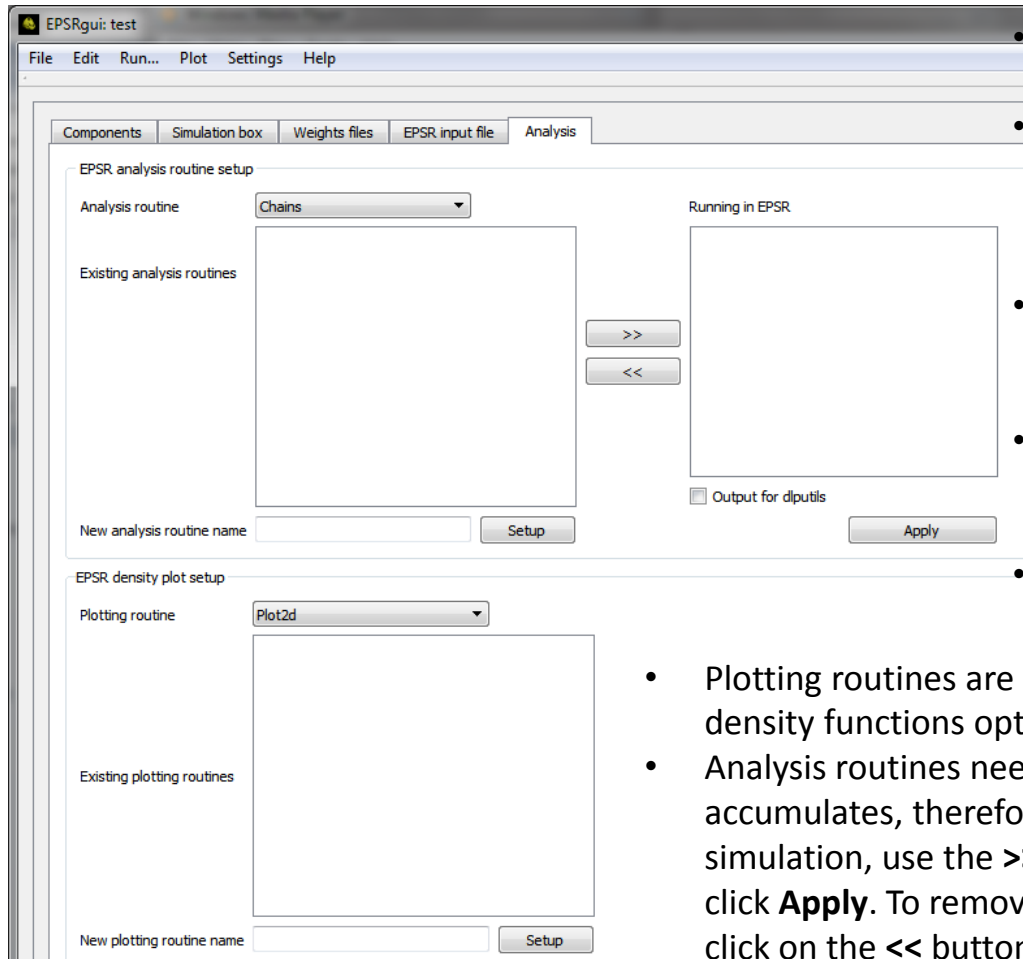 EPSRgui: test
File Edit Run... Plot Settings Help
Components Simulation box Weights files EPSR input file Analysis
EPSR analysis routine setup
Analysis routine Chains Running in EPSR
Existing analysis routines
>>
<<
Output for dlputils
New analysis routine name Setup Apply
EPSR density plot setup
Plotting routine Plot2d
Existing plotting routines
New plotting routine name Setup
• Plotting routines are
density functions opt
• Analysis routines nee
accumulates, therefo
simulation, use the >
click Apply. To remov
click on the << button